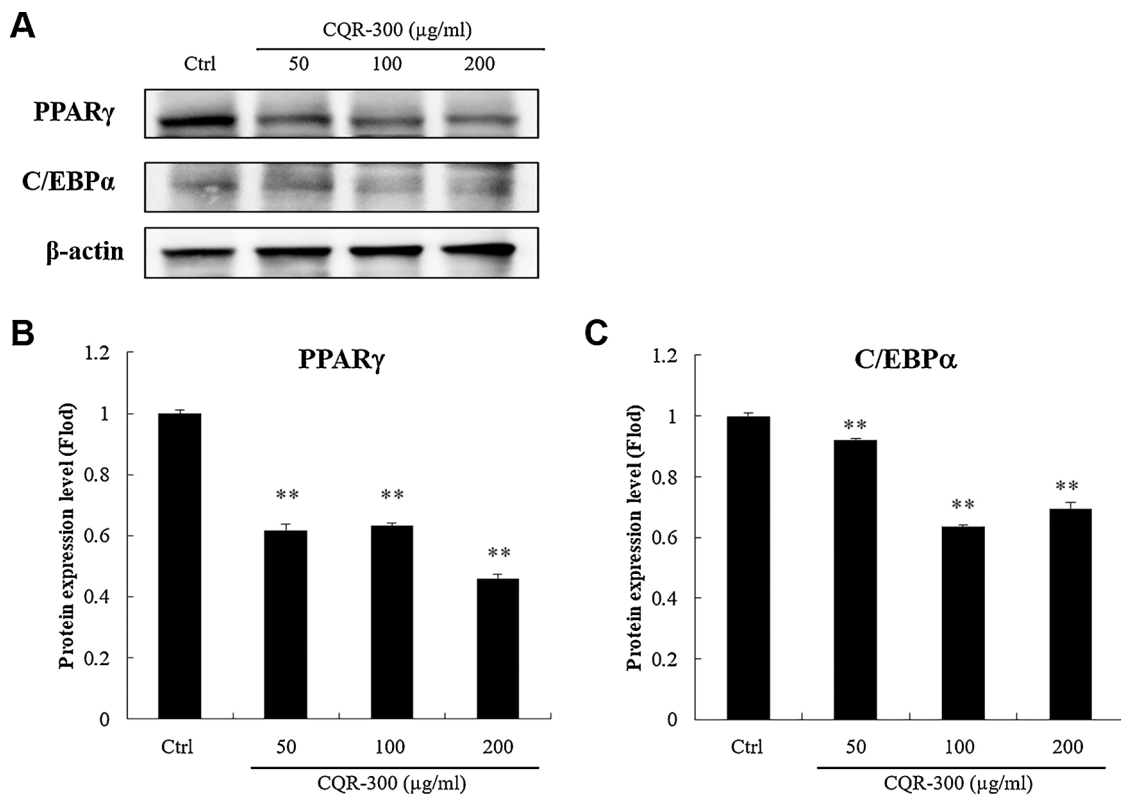 A
CQR-300 (μg/ml)
Ctrl 50 100 200
PPARγ
C/EBPα
β-actin
B
PPARγ
Protein expression level (Flod)
1.2
1
0.8
0.6
0.4
0.2
0
** ** **
Ctrl 50 100 200
CQR-300 (μg/ml)
C
C/EBPα
Protein expression level (Flod)
1.2
1
0.8
0.6
0.4
0.2
0
** ** **
Ctrl 50 100 200
CQR-300 (μg/ml)